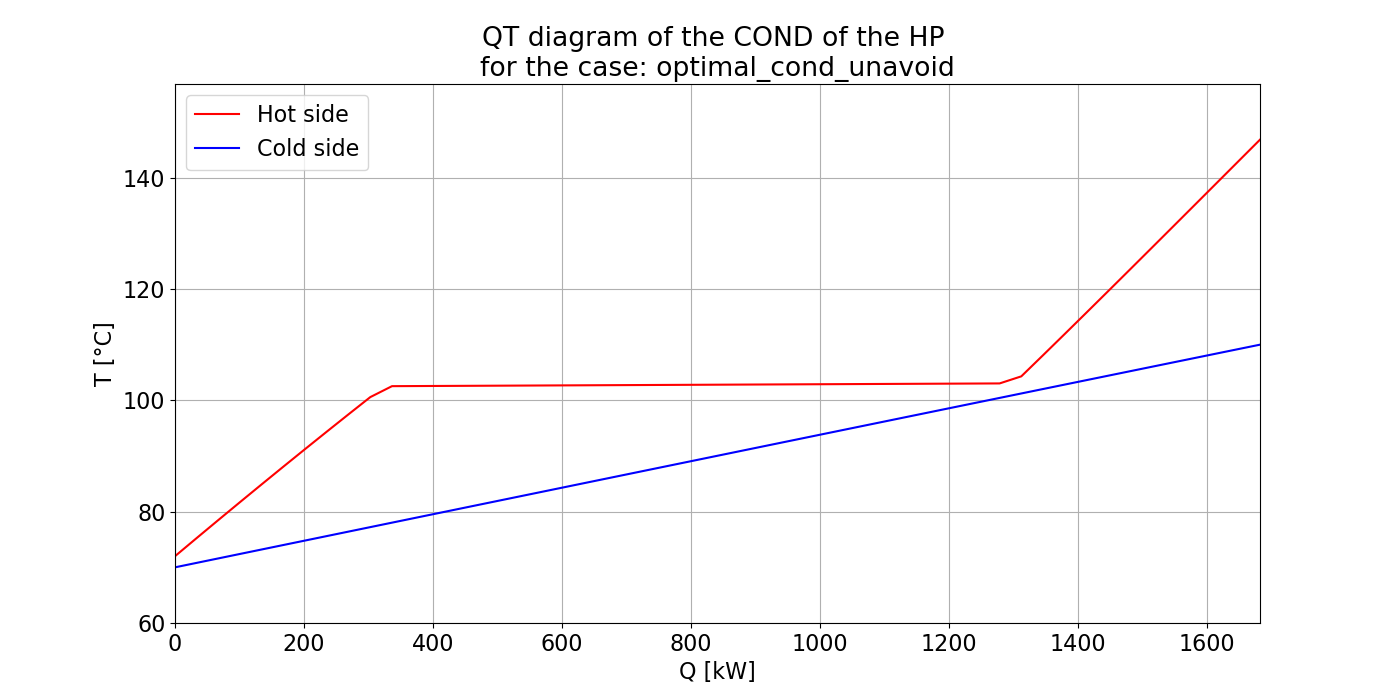 QT diagram of the COND of the HP
for the case: optimal_cond_unavoid
Hot side
Cold side
T [°C]
140
120
100
80
60
0 200 400 600 800 1000 1200 1400 1600
Q [kW]